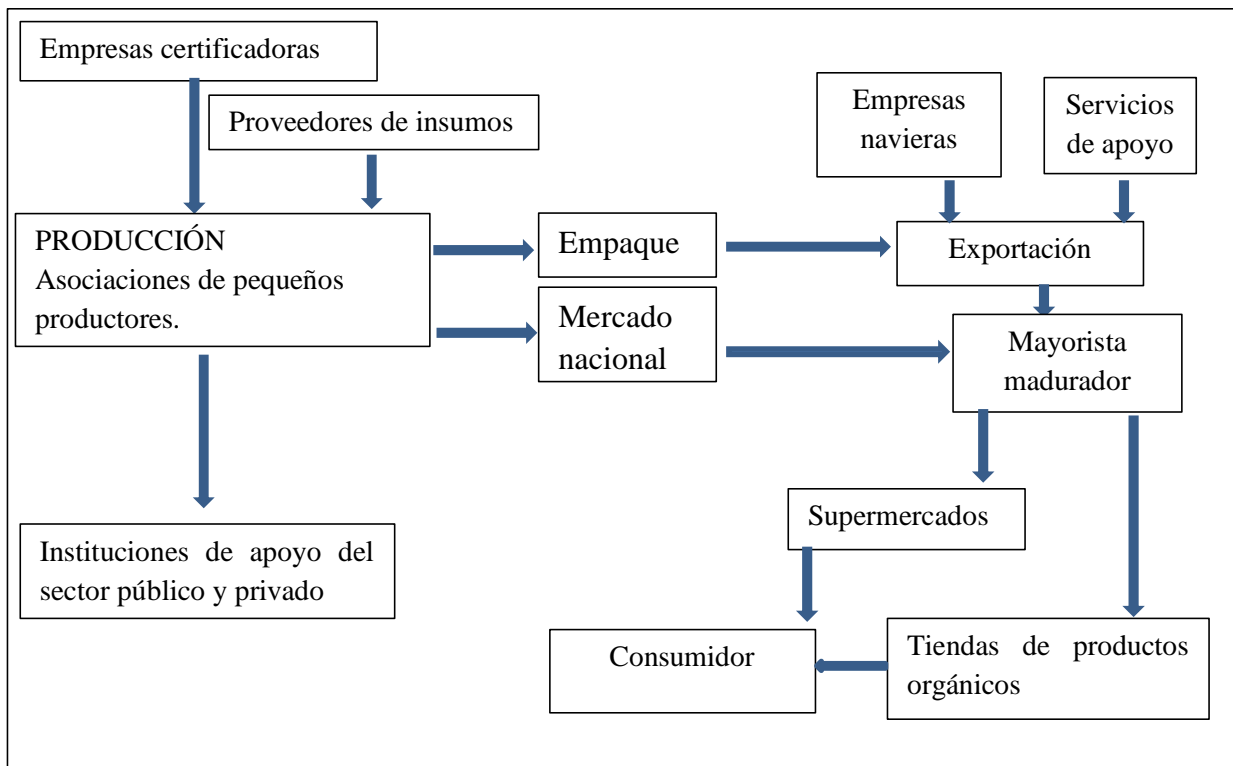 Empresas certificadoras
Proveedores de insumos
Empresas
navieras
Servicios
de apoyo
PRODUCCIÓN
Asociaciones de pequeños
productores.
Empaque
Exportación
Mercado
nacional
Mayorista
madurador
Supermercados
Instituciones de apoyo del
sector público y privado
Consumidor
Tiendas de productos
orgánicos